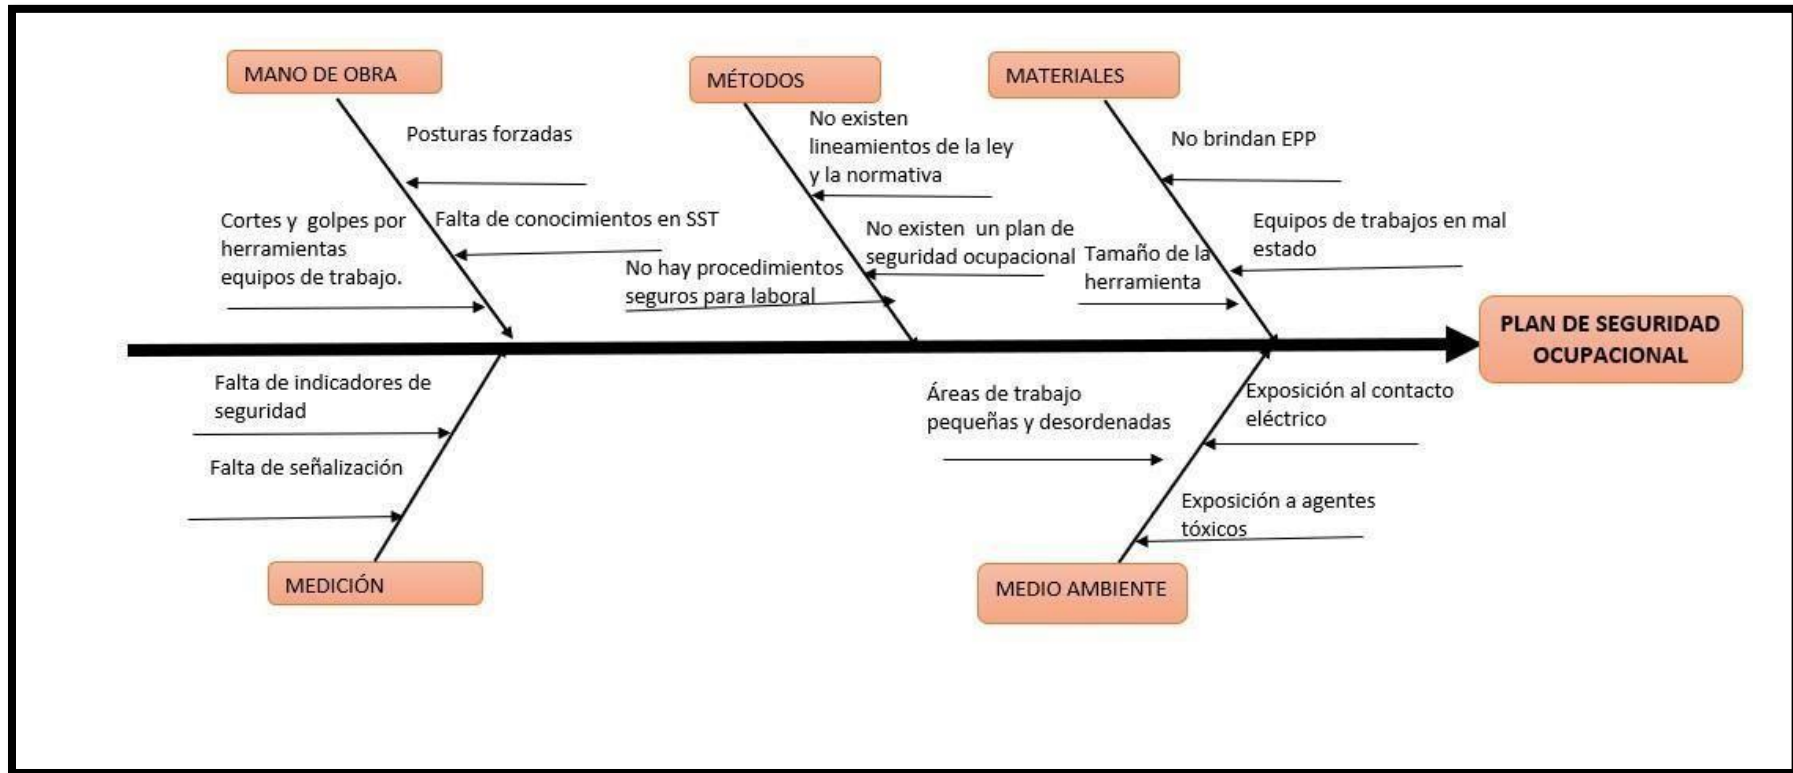 MANO DE OBRA
MÉTODOS
MATERIALES
Posturas forzadas
Cortes y golpes por
herramientas
equipos de trabajo.
Falta de conocimientos en SST
No existen
lineamientos de la ley
y la normativa
No existen un plan de
seguridad ocupacional
No hay procedimientos
seguros para laboral
No brindan EPP
Equipos de trabajos en mal
estado
Tamaño de la
herramienta
PLAN DE SEGURIDAD
OCUPACIONAL
Falta de indicadores de
seguridad
Falta de señalización
Áreas de trabajo
pequeñas y desordenadas
Exposición al contacto
eléctrico
Exposición a agentes
tóxicos
MEDICIÓN
MEDIO AMBIENTE